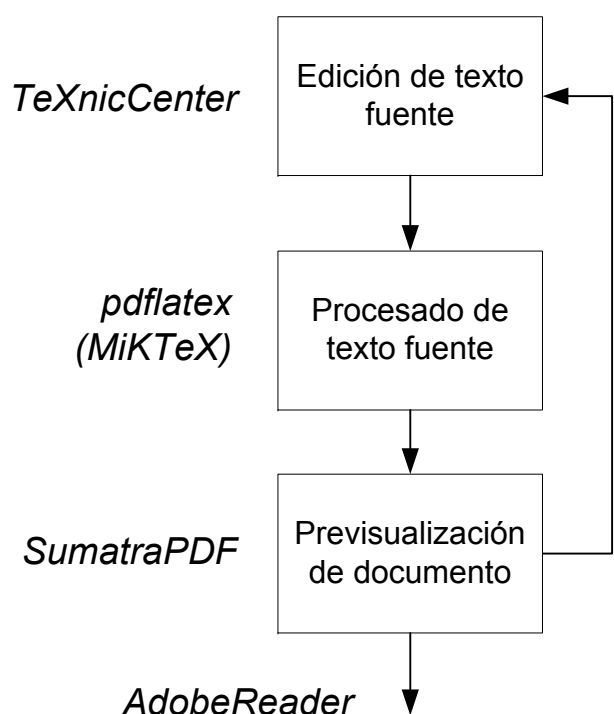 TeXnicCenter
Edición de texto
fuente
pdflatex
(MiKTeX)
Procesado de
texto fuente
SumatraPDF
Previsualización
de documento
AdobeReader